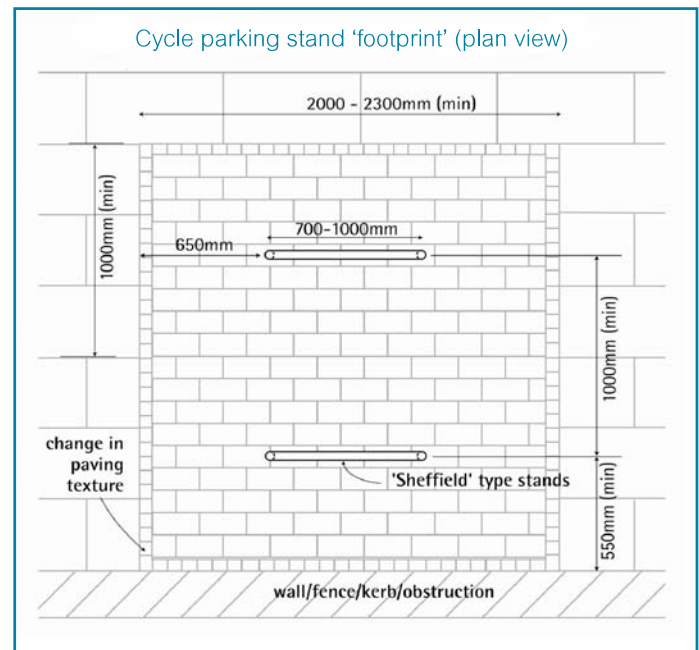 Cycle parking stand ‘footprint’ (plan view)
2000 - 2300mm (min)
1000mm (min)
700-1000mm
650mm
1000mm (min)
change in
paving
texture
'Sheffield' type stands
550mm (min)
wall/fence/kerb/obstruction